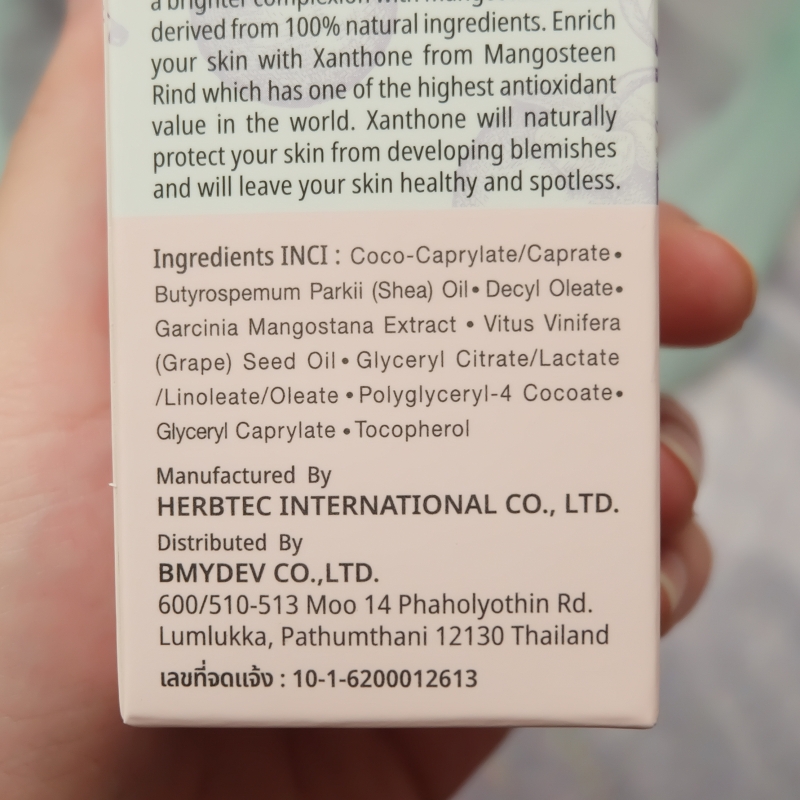 a brighter complexion with
derived from 100% natural ingredients. Enrich
your skin with Xanthone from Mangosteen
Rind which has one of the highest antioxidant
value in the world. Xanthone will naturally
protect your skin from developing blemishes
and will leave your skin healthy and spotless.
Ingredients INCI : Coco-Caprylate/Caprate•
Butyrospemum Parkii (Shea) Oil• Decyl Oleate•
Garcinia Mangostana Extract • Vitus Vinifera
(Grape) Seed Oil • Glyceryl Citrate/Lactate
/Linoleate/Oleate • Polyglyceryl-4 Cocoate•
Glyceryl Caprylate • Tocopherol
Manufactured By
HERBTEC INTERNATIONAL CO., LTD.
Distributed By
BMYDEV CO.,LTD.
600/510-513 Moo 14 Phaholyothin Rd.
Lumlukka, Pathumthani 12130 Thailand
เลขที่จดแจ้ง : 10-1-6200012613